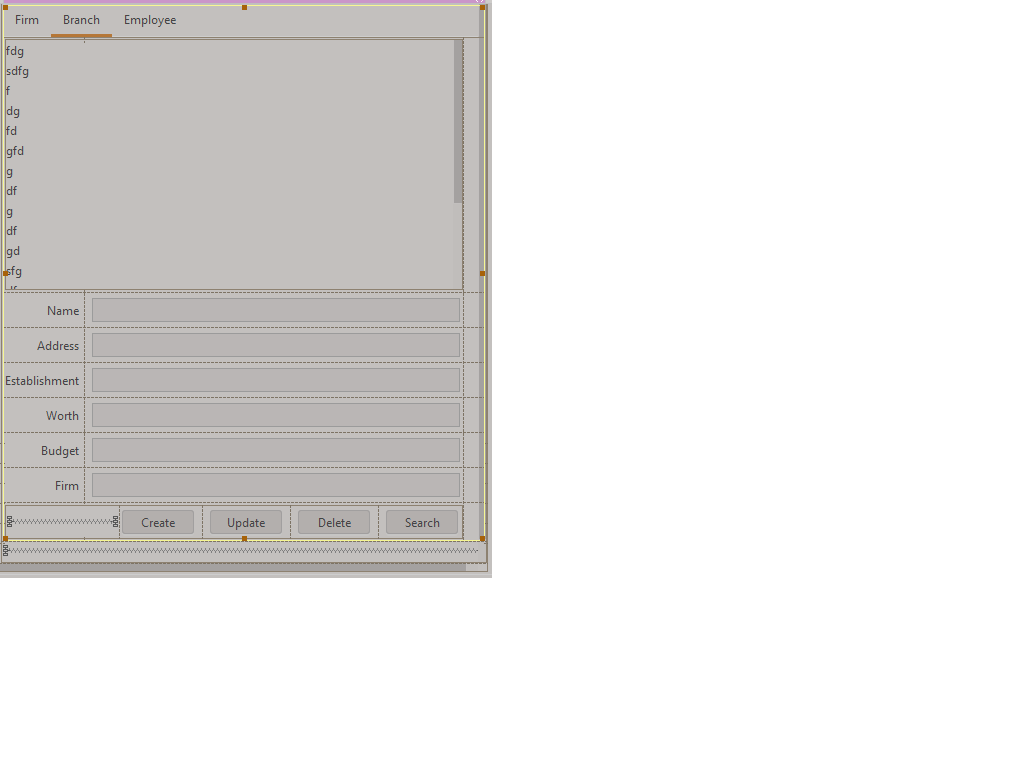 Firm Branch Employee
fdg
sdfg
f
dg
fd
gfd
g
df
g
df
gd
sfg
Name
Address
Establishment
Worth
Budget
Firm
Create Update Delete Search